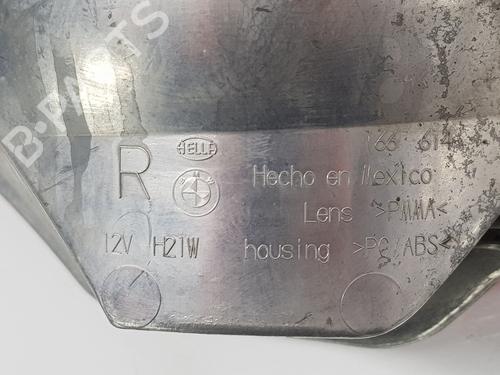 B-PARTS
HELLA
R
Hecho en Mexico
Lens >PMMA<
12V H21W housing >PC/ABS<